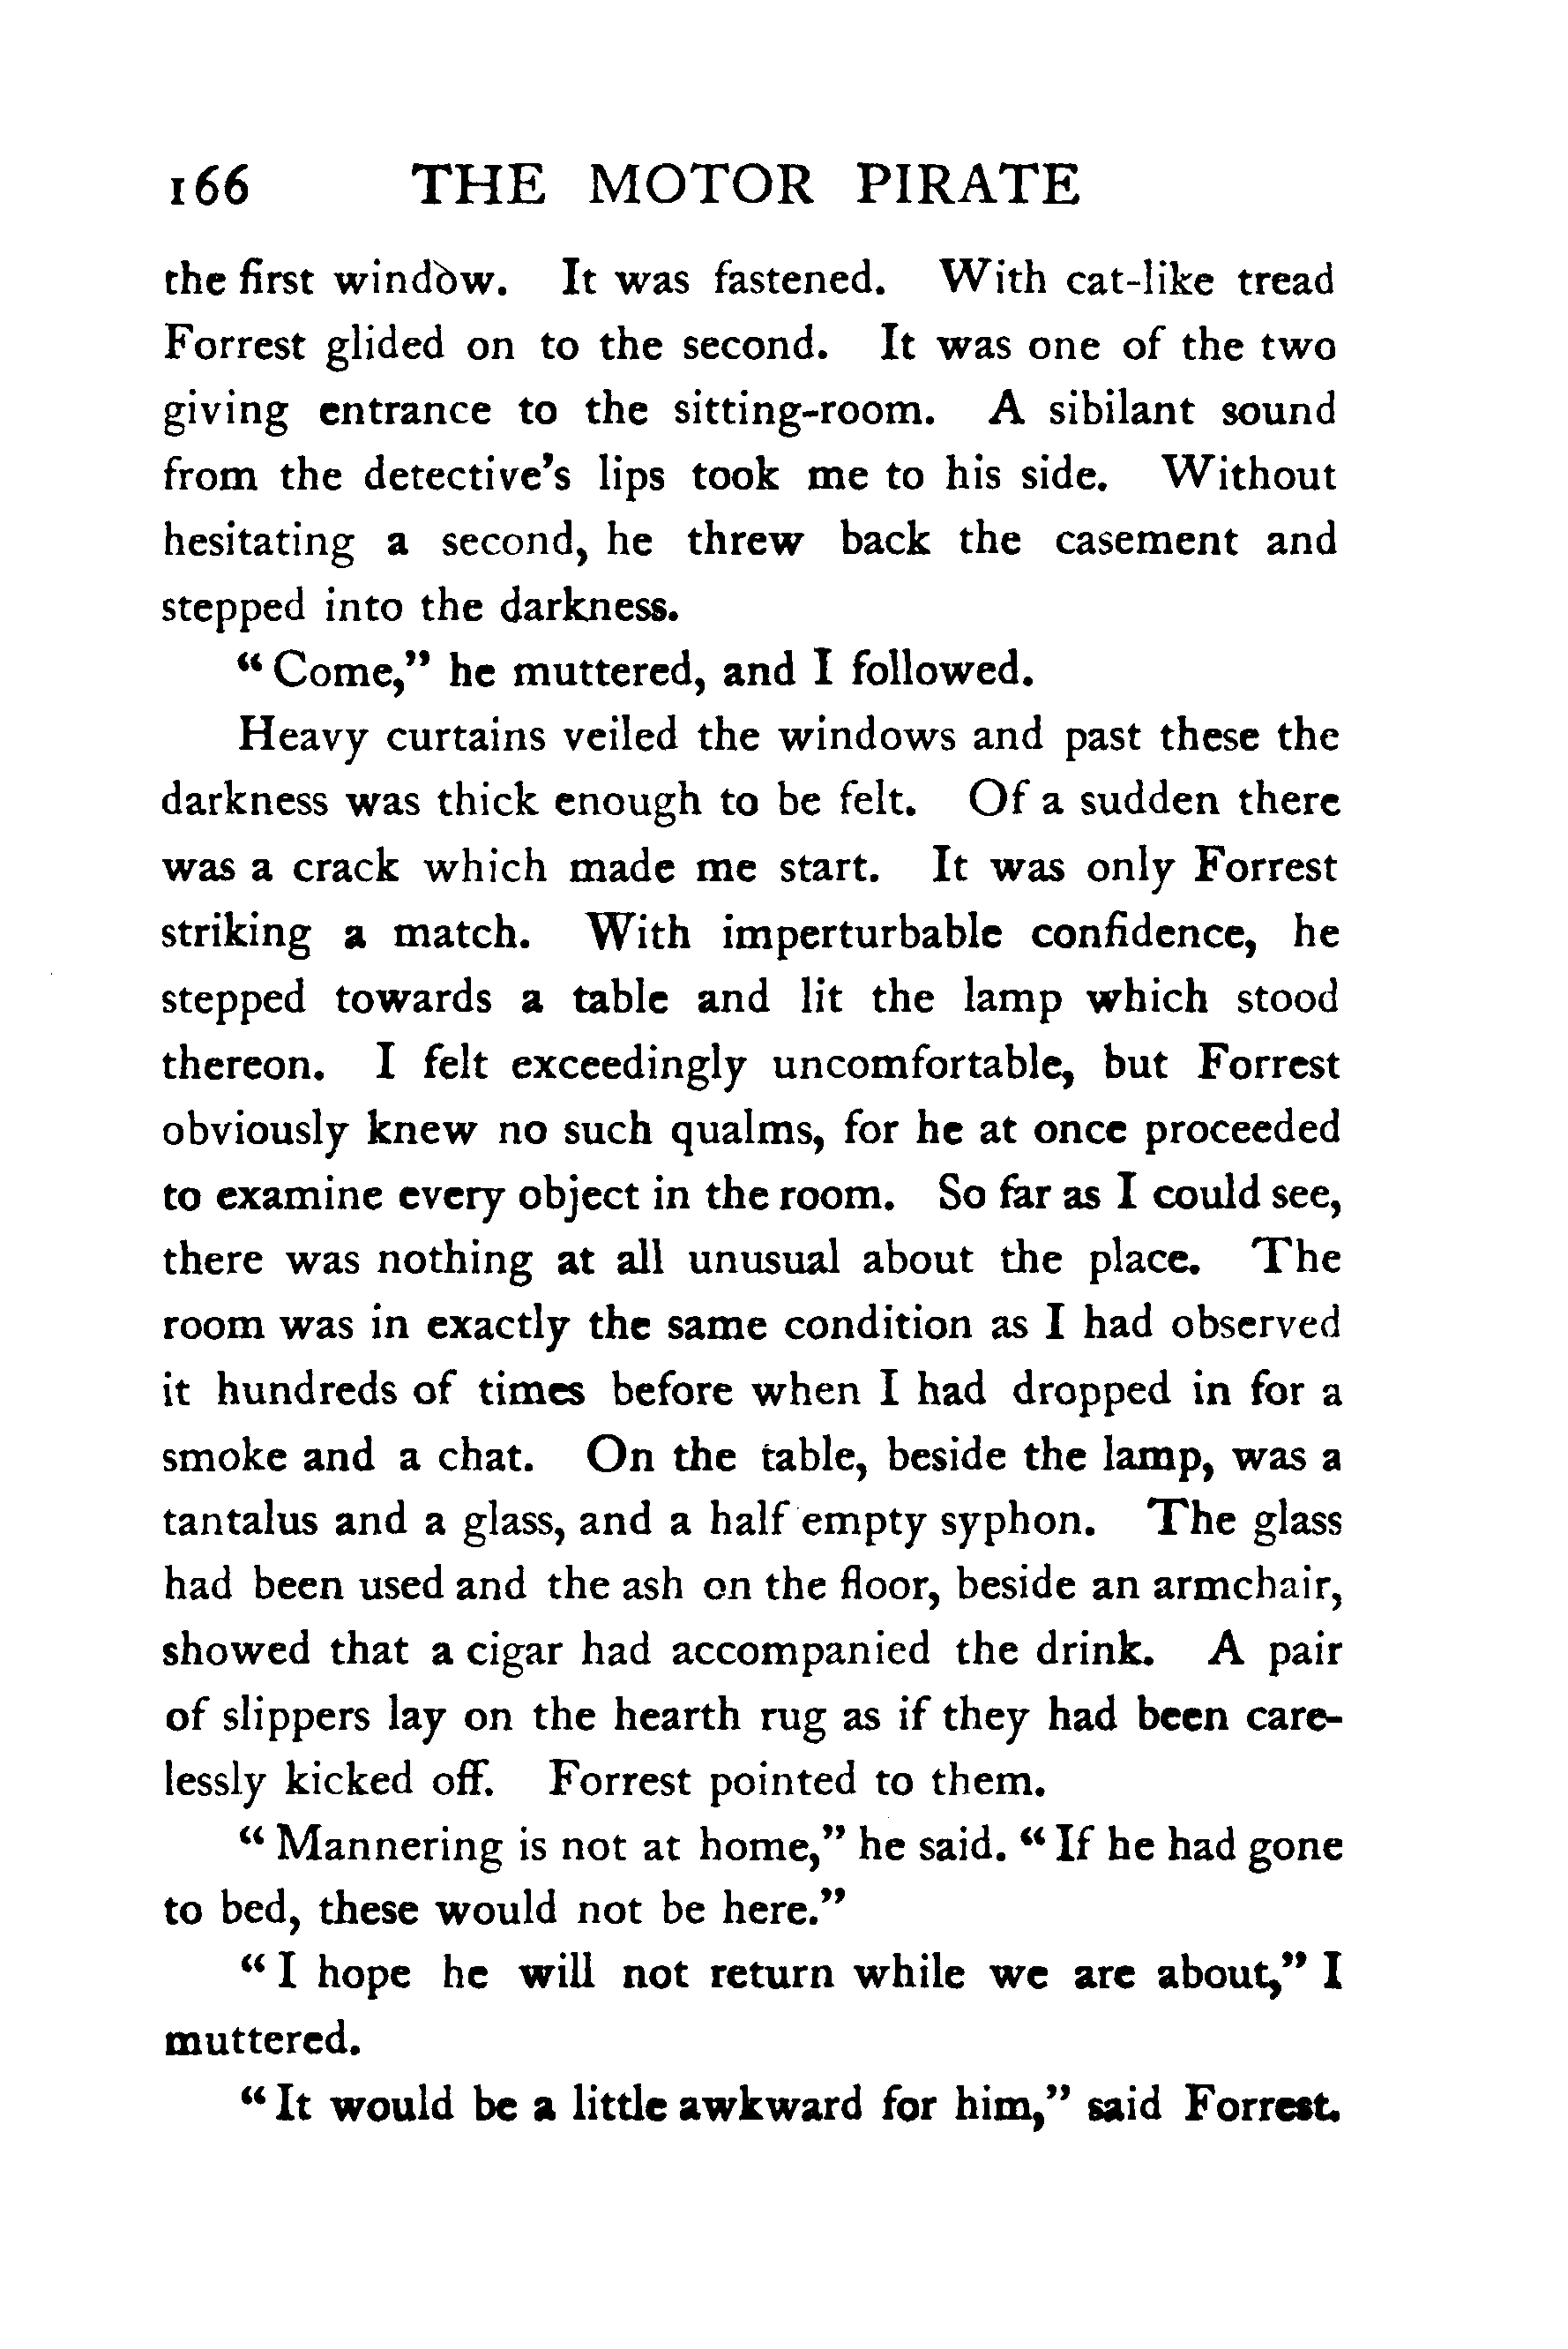 166 THE MOTOR PIRATE
the first window. It was fastened. With cat-like tread
Forrest glided on to the second. It was one of the two
giving entrance to the sitting-room. A sibilant sound
from the detective's lips took me to his side. Without
hesitating a second, he threw back the casement and
stepped into the darkness.
“Come,” he muttered, and I followed.
Heavy curtains veiled the windows and past these the
darkness was thick enough to be felt. Of a sudden there
was a crack which made me start. It was only Forrest
striking a match. With imperturbable confidence, he
stepped towards a table and lit the lamp which stood
thereon. I felt exceedingly uncomfortable, but Forrest
obviously knew no such qualms, for he at once proceeded
to examine every object in the room. So far as I could see,
there was nothing at all unusual about the place. The
room was in exactly the same condition as I had observed
it hundreds of times before when I had dropped in for a
smoke and a chat. On the table, beside the lamp, was a
tantalus and a glass, and a half empty syphon. The glass
had been used and the ash on the floor, beside an armchair,
showed that a cigar had accompanied the drink. A pair
of slippers lay on the hearth rug as if they had been care-
lessly kicked off. Forrest pointed to them.
“Mannering is not at home,” he said. “If he had gone
to bed, these would not be here.”
“I hope he will not return while we are about,” I
muttered.
“It would be a little awkward for him,” said Forrest.